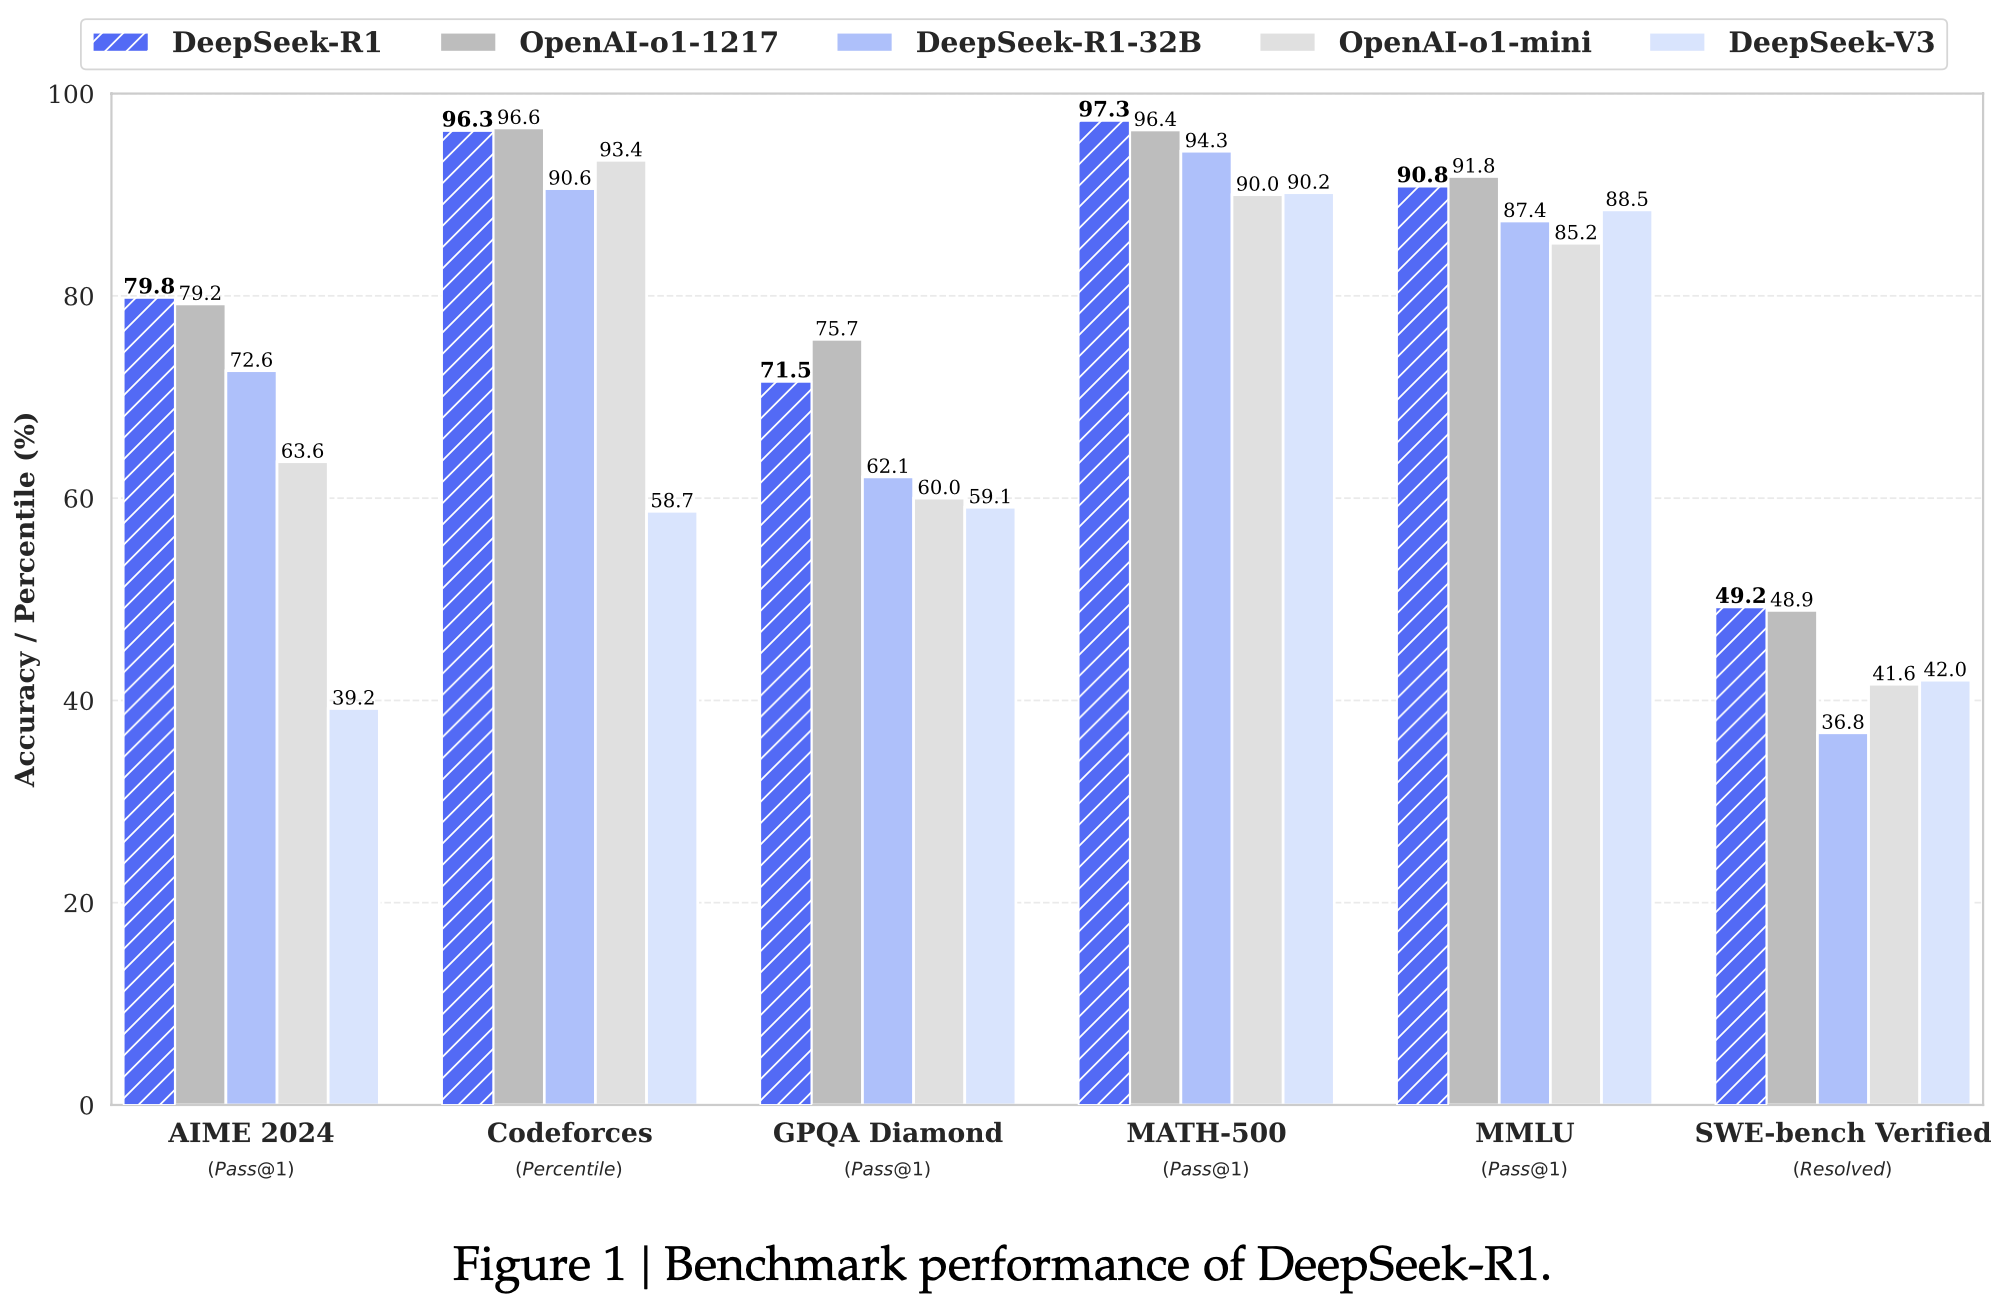 DeepSeek-R1 OpenAI-o1-1217 DeepSeek-R1-32B OpenAI-o1-mini DeepSeek-V3
Accuracy / Percentile (%)
100
80
60
40
20
0
79.8 79.2 72.6 63.6 39.2
96.3 96.6 90.6 93.4 58.7
71.5 75.7 62.1 60.0 59.1
97.3 96.4 94.3 90.0 90.2
90.8 91.8 87.4 85.2 88.5
49.2 48.9 36.8 41.6 42.0
AIME 2024 Codeforces GPQA Diamond MATH-500 MMLU SWE-bench Verified
(Pass@1) (Percentile) (Pass@1) (Pass@1) (Pass@1) (Resolved)
Figure 1 | Benchmark performance of DeepSeek-R1.